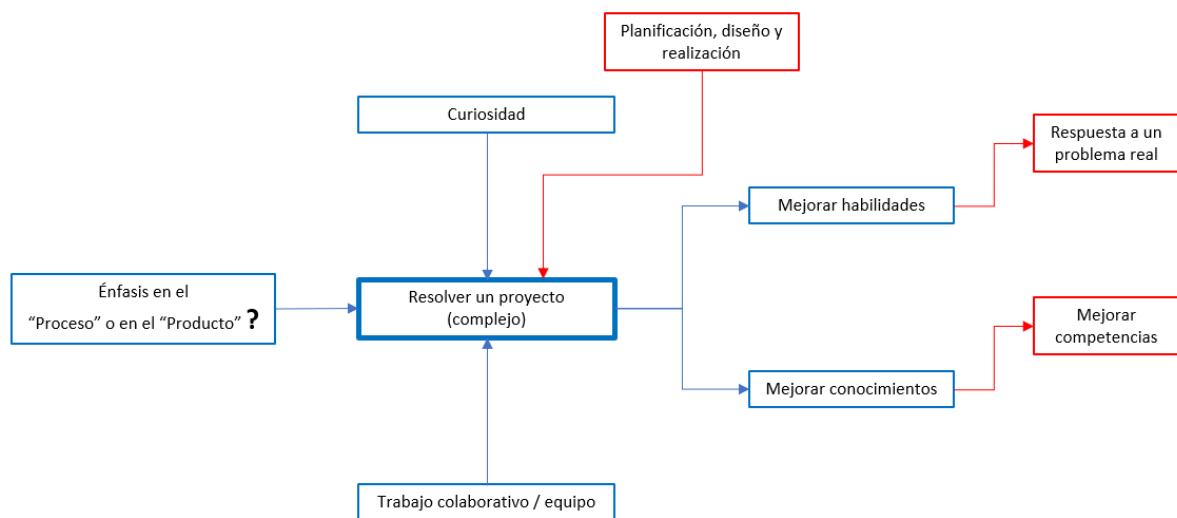 Planificación, diseño y
realización
Curiosidad
Respuesta a un
problema real
Mejorar habilidades
Énfasis en el
“Proceso” o en el “Producto” ?
Resolver un proyecto
(complejo)
Mejorar
competencias
Mejorar conocimientos
Trabajo colaborativo / equipo